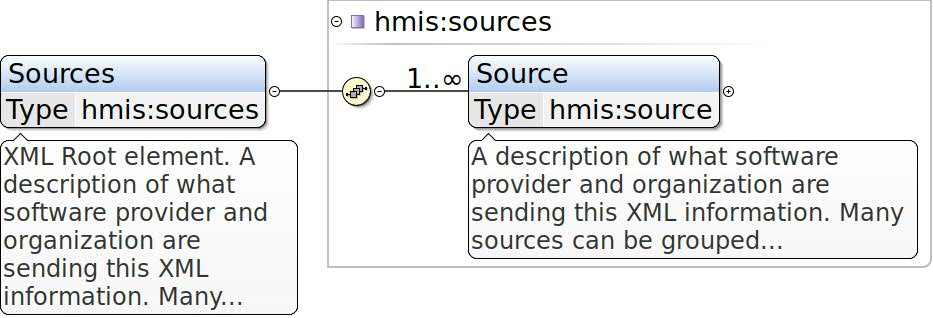 hmis:sources
Sources
Type hmis:sources
1..∞
Source
Type hmis:source
XML Root element. A
description of what
software provider and
organization are
sending this XML
information. Many...
A description of what software
provider and organization are
sending this XML information. Many
sources can be grouped...